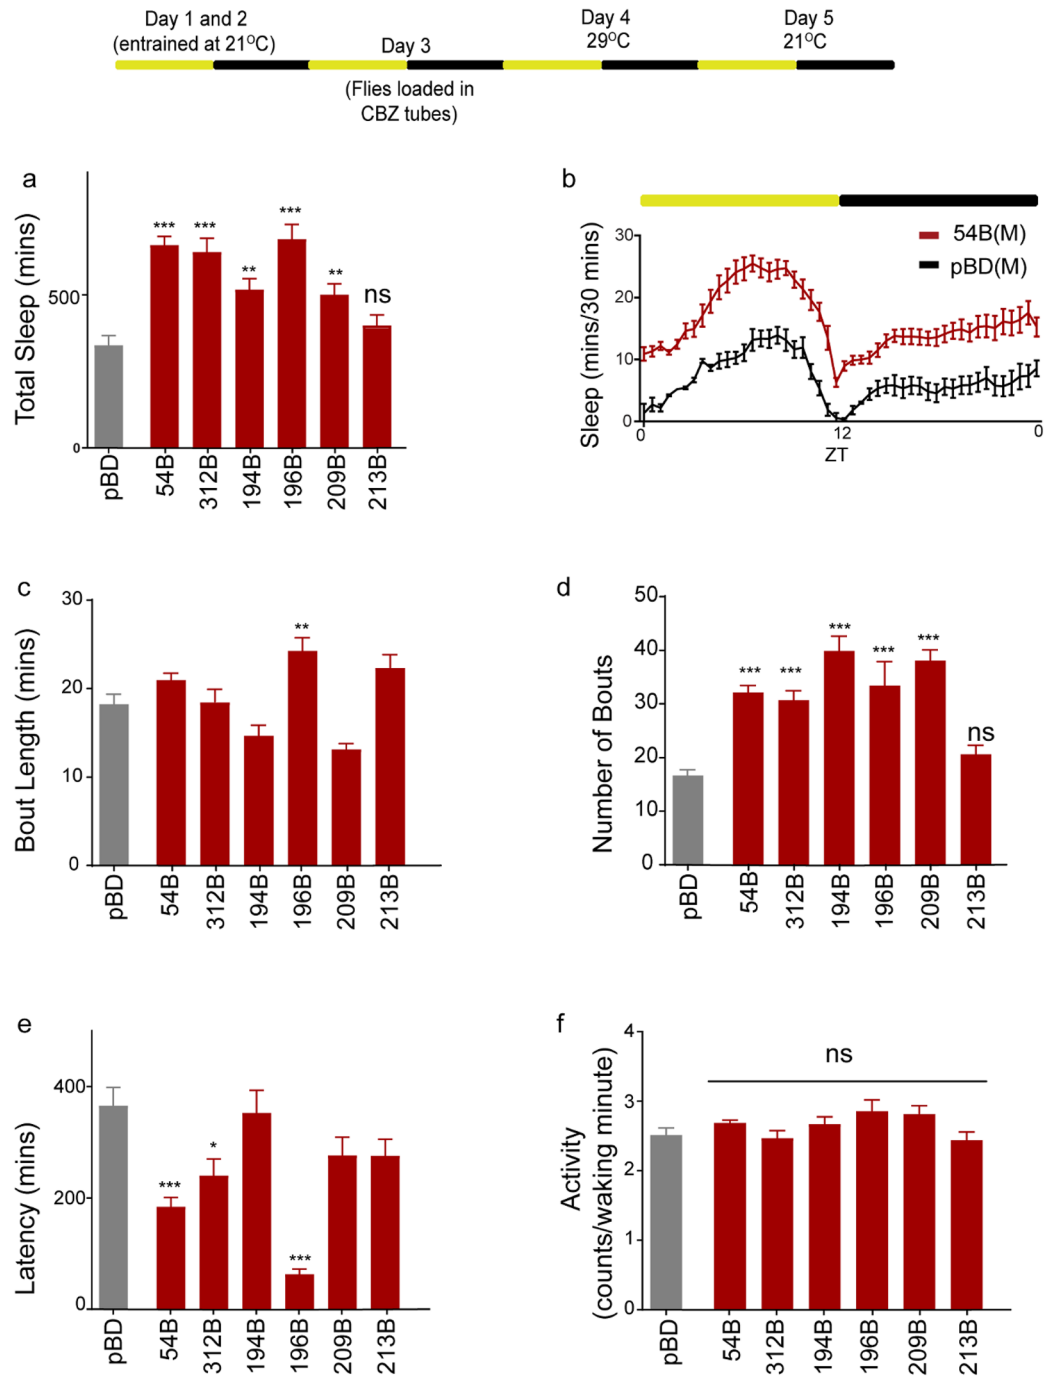 Day 1 and 2
(entrained at 21°C)
Day 3
(Flies loaded in
CBZ tubes)
Day 4
29°C
Day 5
21°C
a
Total Sleep (mins)
500
0
***
***
**
***
**
ns
pBD
54B
312B
194B
196B
209B
213B
b
Sleep (mins/30 mins)
30
20
10
0
54B(M)
pBD(M)
0
12
0
ZT
c
Bout Length (mins)
30
20
10
0
**
pBD
54B
312B
194B
196B
209B
213B
d
Number of Bouts
50
40
30
20
10
0
***
***
***
***
***
ns
pBD
54B
312B
194B
196B
209B
213B
e
Latency (mins)
400
200
0
***
*
***
pBD
54B
312B
194B
196B
209B
213B
f
Activity
(counts/waking minute)
4
3
2
1
0
ns
pBD
54B
312B
194B
196B
209B
213B